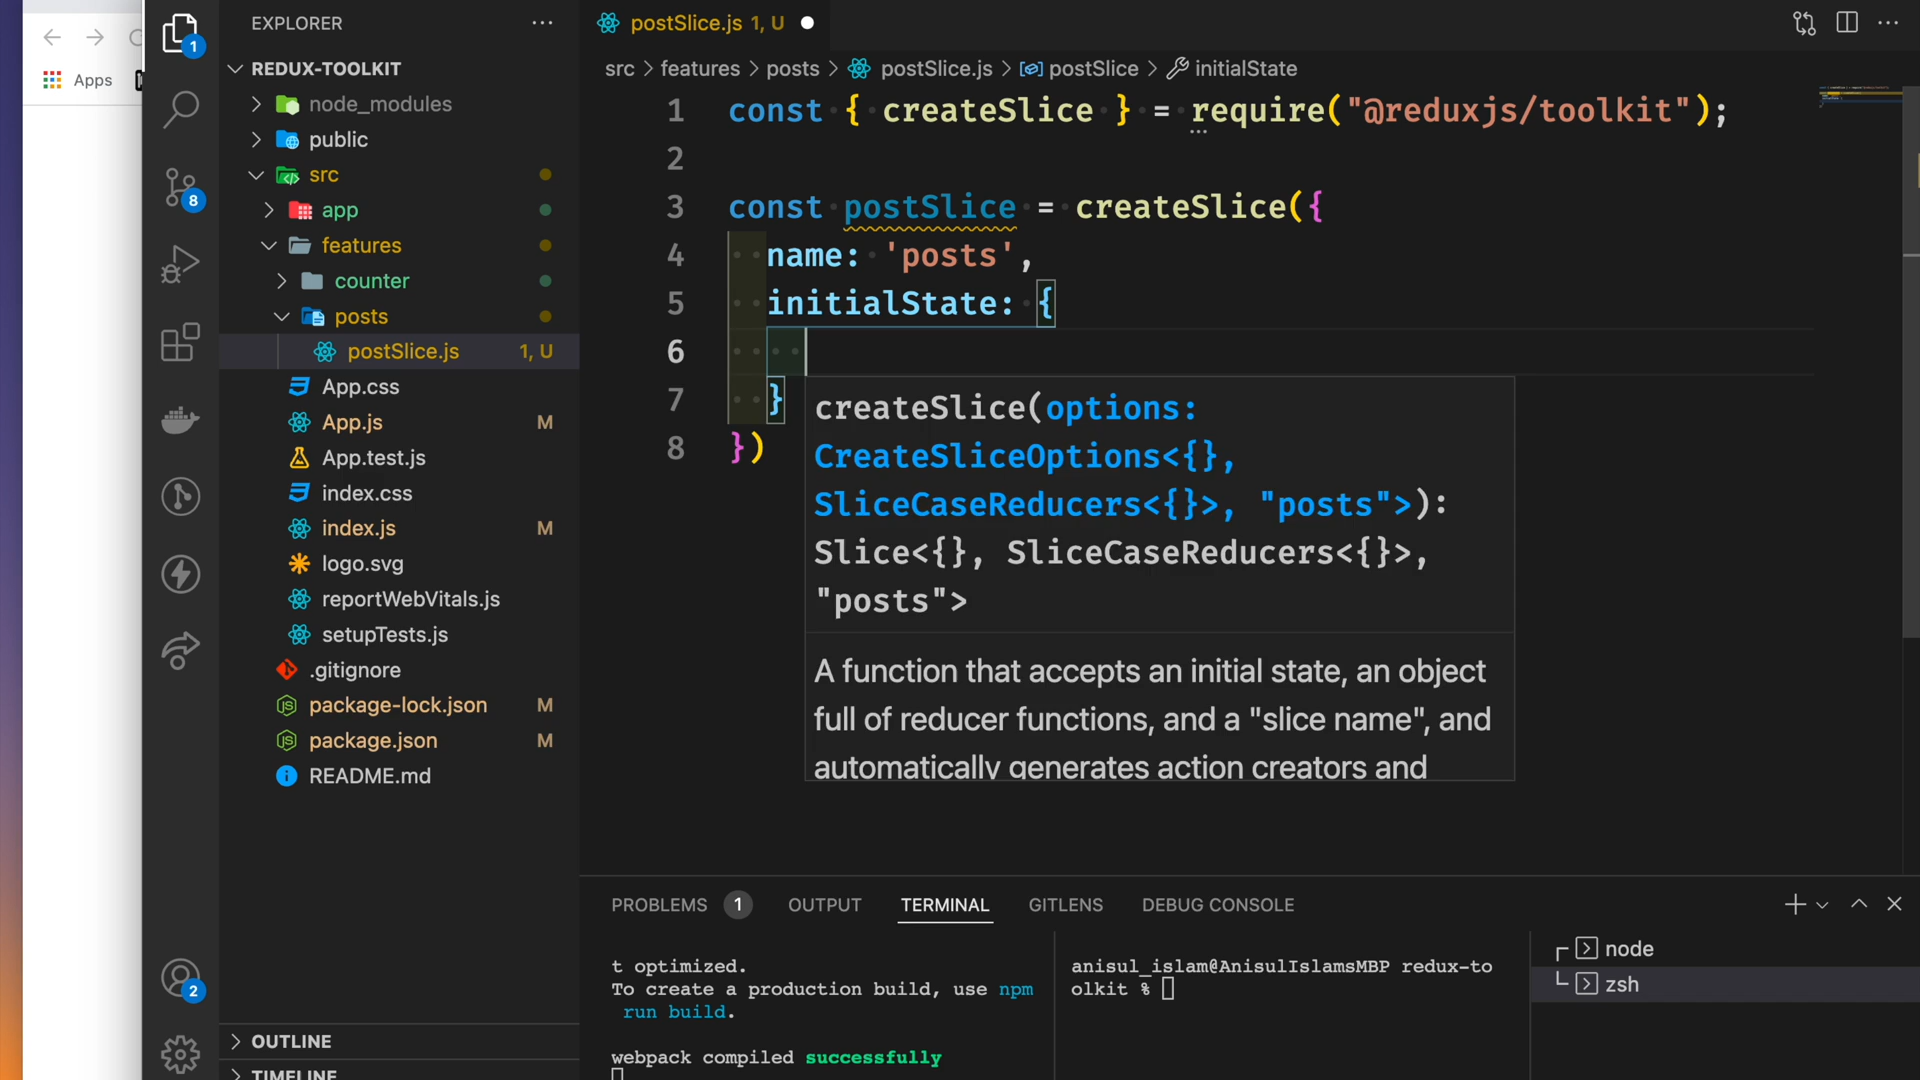 Apps
1
8
2
EXPLORER
REDUX-TOOLKIT
node_modules
public
src
app
features
counter
posts
postSlice.js 1, U
App.css
App.js M
App.test.js
index.css
index.js M
logo.svg
reportWebVitals.js
setupTests.js
.gitignore
package-lock.json M
package.json M
README.md
OUTLINE
TIMELINE
postSlice.js 1, U
src > features > posts > postSlice.js > postSlice > initialState
1 const { createSlice } = require("@reduxjs/toolkit");
2
3 const postSlice = createSlice({
4 name: 'posts',
5 initialState: {
6
7 }
8 })
createSlice(options:
CreateSliceOptions<{},
SliceCaseReducers<{}>, "posts">):
Slice<{}, SliceCaseReducers<{}>,
"posts">
A function that accepts an initial state, an object
full of reducer functions, and a "slice name", and
automatically generates action creators and
PROBLEMS 1 OUTPUT TERMINAL GITLENS DEBUG CONSOLE
t optimized.
To create a production build, use npm
run build.
webpack compiled successfully
anisul_islam@AnisulIslamsMBP redux-to
olkit %
node
zsh